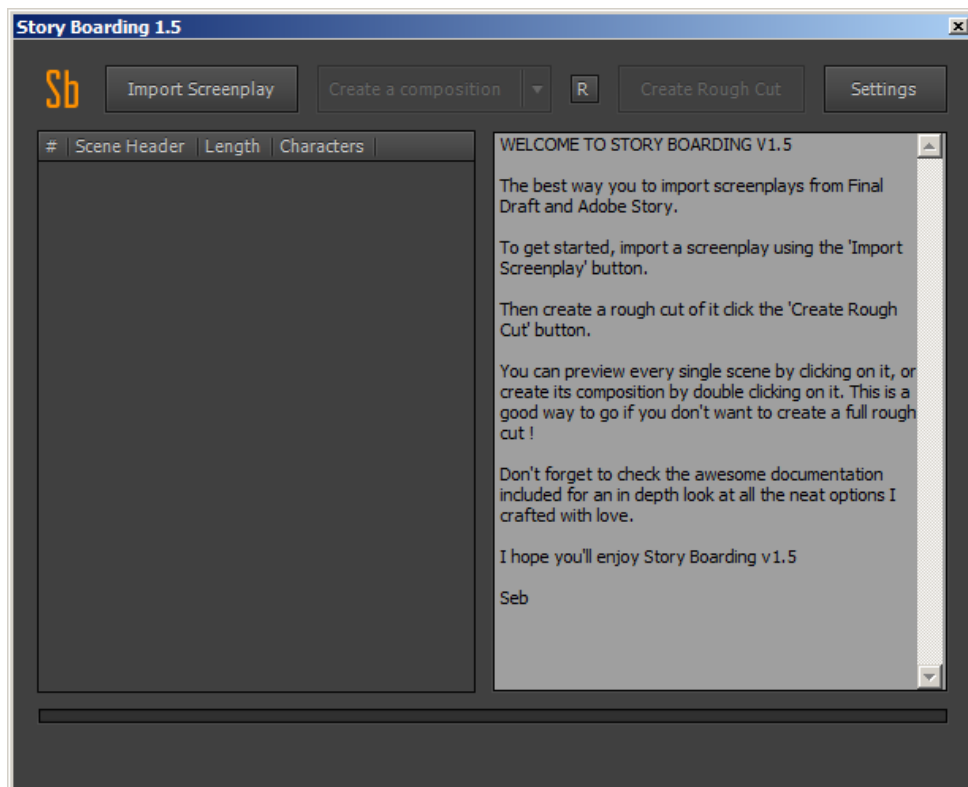 Story Boarding 1.5
Sb
Import Screenplay
Create a composition
R
Create Rough Cut
Settings
# Scene Header Length Characters
WELCOME TO STORY BOARDING V1.5
The best way you to import screenplays from Final
Draft and Adobe Story.
To get started, import a screenplay using the 'Import
Screenplay' button.
Then create a rough cut of it click the 'Create Rough
Cut' button.
You can preview every single scene by clicking on it, or
create its composition by double clicking on it. This is a
good way to go if you don't want to create a full rough
cut !
Don't forget to check the awesome documentation
included for an in depth look at all the neat options I
crafted with love.
I hope you'll enjoy Story Boarding v1.5
Seb